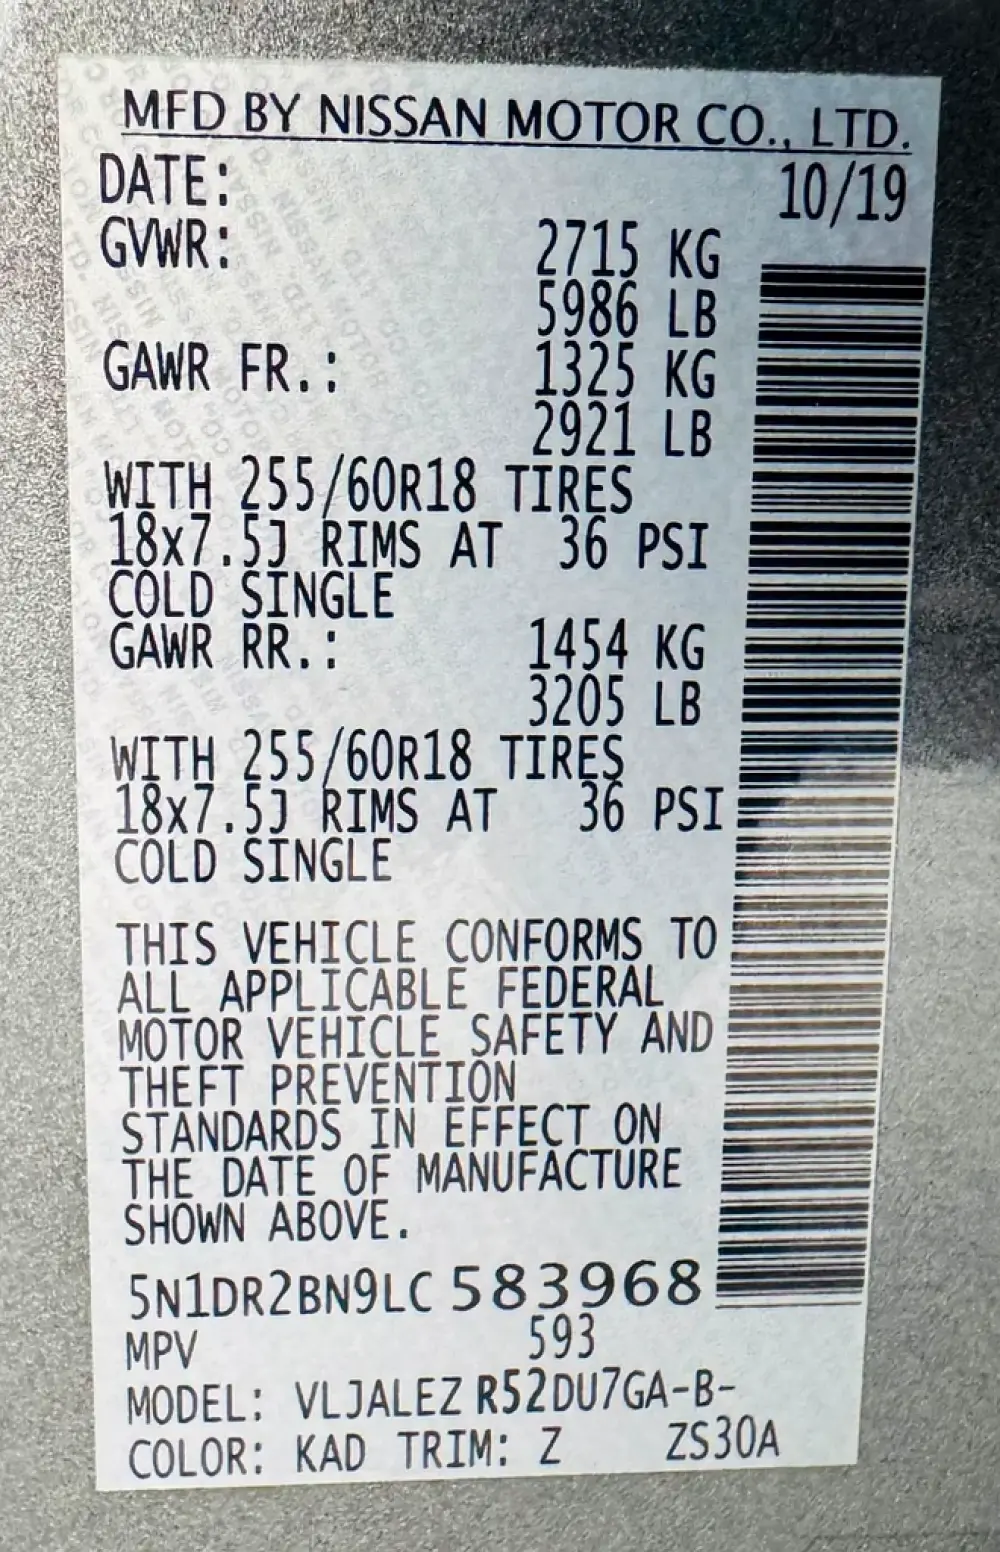 MFD BY NISSAN MOTOR CO., LTD.
DATE: 10/19
GVWR: 2715 KG
5986 LB
GAWR FR.: 1325 KG
2921 LB
WITH 255/60R18 TIRES
18x7.5J RIMS AT 36 PSI
COLD SINGLE
GAWR RR.: 1454 KG
3205 LB
WITH 255/60R18 TIRES
18x7.5J RIMS AT 36 PSI
COLD SINGLE
THIS VEHICLE CONFORMS TO
ALL APPLICABLE FEDERAL
MOTOR VEHICLE SAFETY AND
THEFT PREVENTION
STANDARDS IN EFFECT ON
THE DATE OF MANUFACTURE
SHOWN ABOVE.
5N1DR2BN9LC583968
MPV 593
MODEL: VLJALEZ R52DU7GA-B-
COLOR: KAD TRIM: Z ZS30A